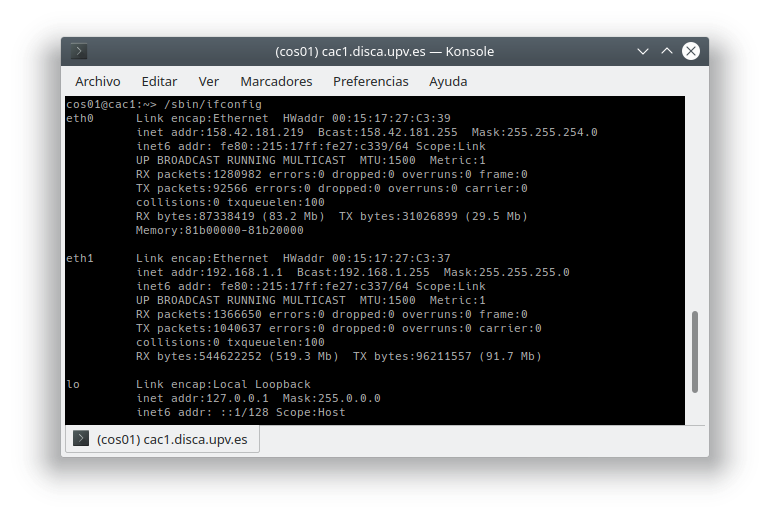 (cos01) cac1.disca.upv.es — Konsole
Archivo Editar Ver Marcadores Preferencias Ayuda
cos01@cac1:~> /sbin/ifconfig
eth0      Link encap:Ethernet  HWaddr 00:15:17:27:C3:39
          inet addr:158.42.181.219  Bcast:158.42.181.255  Mask:255.255.254.0
          inet6 addr: fe80::215:17ff:fe27:c339/64 Scope:Link
          UP BROADCAST RUNNING MULTICAST  MTU:1500  Metric:1
          RX packets:1280982 errors:0 dropped:0 overruns:0 frame:0
          TX packets:92566 errors:0 dropped:0 overruns:0 carrier:0
          collisions:0 txqueuelen:100
          RX bytes:87338419 (83.2 Mb)  TX bytes:31026899 (29.5 Mb)
          Memory:81b00000-81b20000
eth1      Link encap:Ethernet  HWaddr 00:15:17:27:C3:37
          inet addr:192.168.1.1  Bcast:192.168.1.255  Mask:255.255.255.0
          inet6 addr: fe80::215:17ff:fe27:c337/64 Scope:Link
          UP BROADCAST RUNNING MULTICAST  MTU:1500  Metric:1
          RX packets:1366650 errors:0 dropped:0 overruns:0 frame:0
          TX packets:1040637 errors:0 dropped:0 overruns:0 carrier:0
          collisions:0 txqueuelen:100
          RX bytes:544622252 (519.3 Mb)  TX bytes:96211557 (91.7 Mb)
lo        Link encap:Local Loopback
          inet addr:127.0.0.1  Mask:255.0.0.0
          inet6 addr: ::1/128 Scope:Host
(cos01) cac1.disca.upv.es